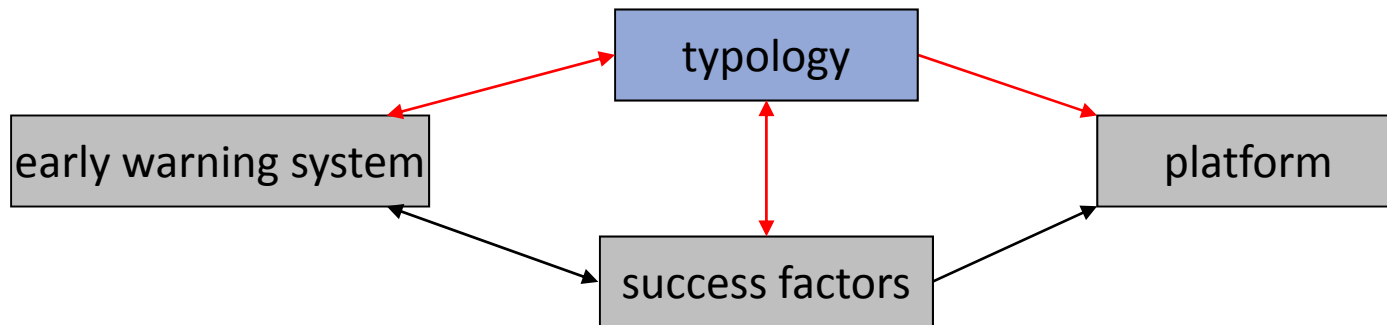 typology
early warning system
platform
success factors